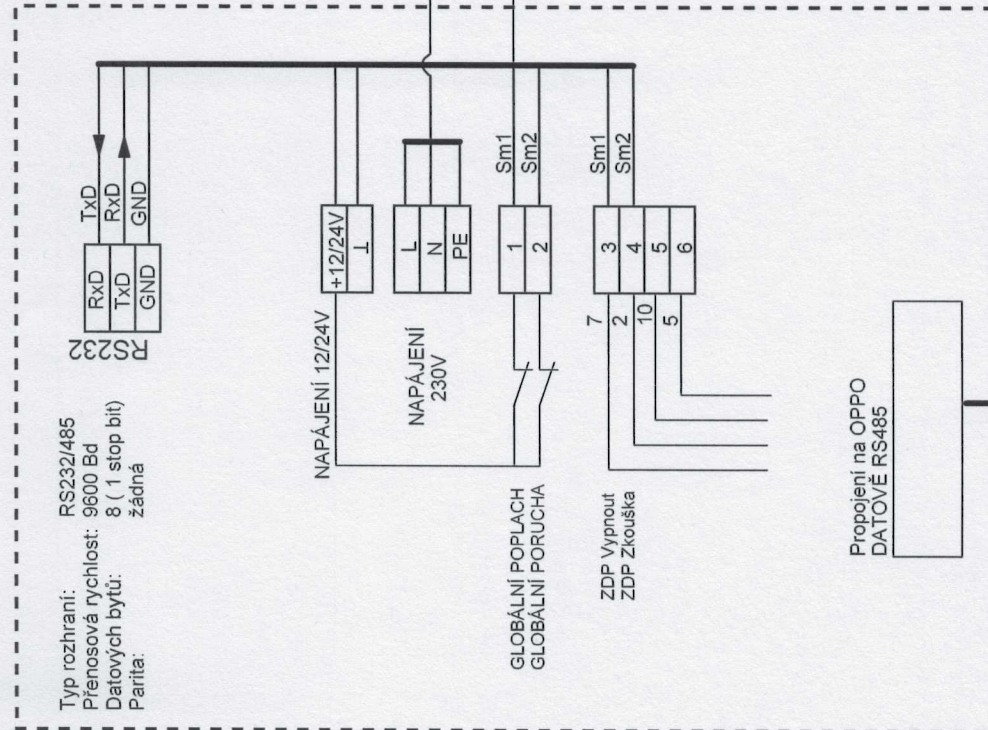 Typ rozhraní: RS232/485
Přenosová rychlost: 9600 Bd
Datových bytů: 8 ( 1 stop bit)
Parita: žádná
RS232
RxD
TxD
GND
TxD
RxD
GND
NAPÁJENÍ 12/24V
+12/24V
⊥
NAPÁJENÍ
230V
L
N
PE
GLOBÁLNÍ POPLACH
GLOBÁLNÍ PORUCHA
1
2
Sm1
Sm2
ZDP Vypnout
ZDP Zkouška
7
2
10
5
3
4
5
6
Sm1
Sm2
Propojení na OPPO
DATOVĚ RS485